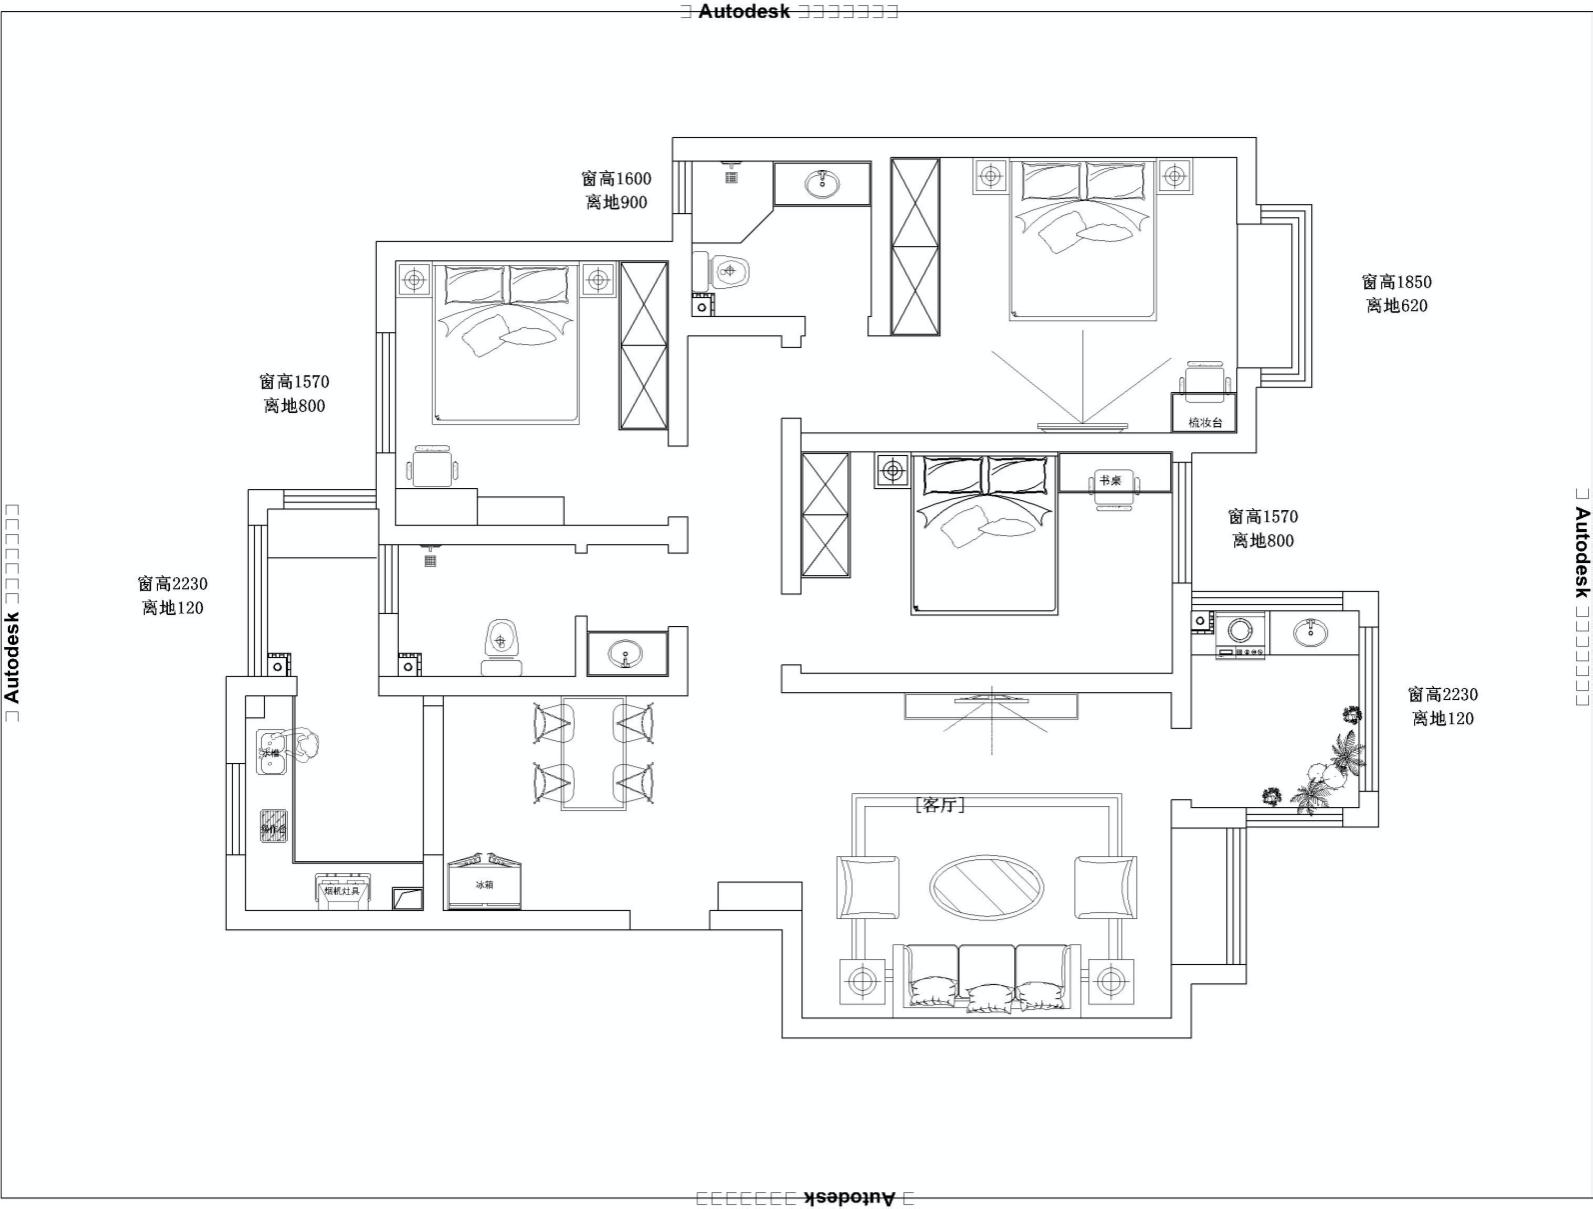 Autodesk
窗高1600
离地900
窗高1850
离地620
窗高1570
离地800
梳妆台
书桌
窗高1570
离地800
窗高2230
离地120
Autodesk
Autodesk
窗高2230
离地120
水槽
[客厅]
操作台
烟机灶具
冰箱
Autodesk